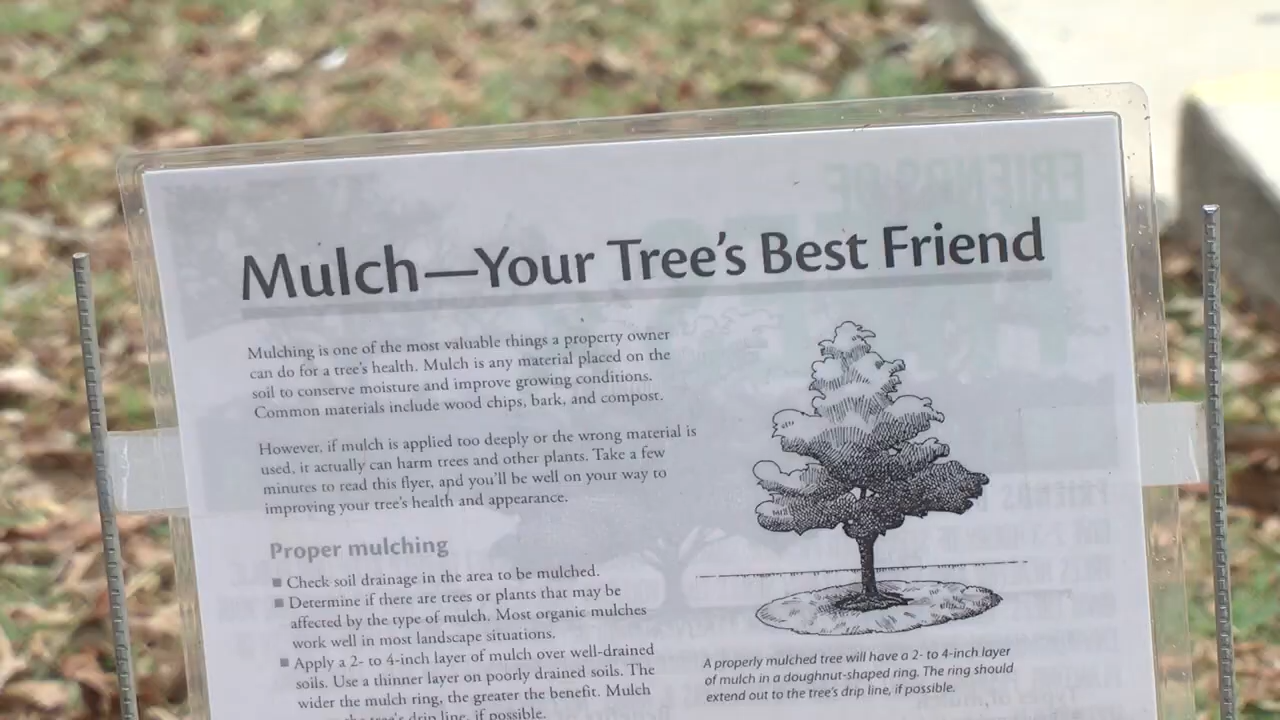 Mulch—Your Tree's Best Friend
Mulching is one of the most valuable things a property owner
can do for a tree's health. Mulch is any material placed on the
soil to conserve moisture and improve growing conditions.
Common materials include wood chips, bark, and compost.
However, if mulch is applied too deeply or the wrong material is
used, it actually can harm trees and other plants. Take a few
minutes to read this flyer, and you'll be well on your way to
improving your tree's health and appearance.
Proper mulching
■ Check soil drainage in the area to be mulched.
■ Determine if there are trees or plants that may be
affected by the type of mulch. Most organic mulches
work well in most landscape situations.
■ Apply a 2- to 4-inch layer of mulch over well-drained
soils. Use a thinner layer on poorly drained soils. The
wider the mulch ring, the greater the benefit. Mulch
the tree's drip line, if possible.
A properly mulched tree will have a 2- to 4-inch layer
of mulch in a doughnut-shaped ring. The ring should
extend out to the tree's drip line, if possible.
FRIENDS OF